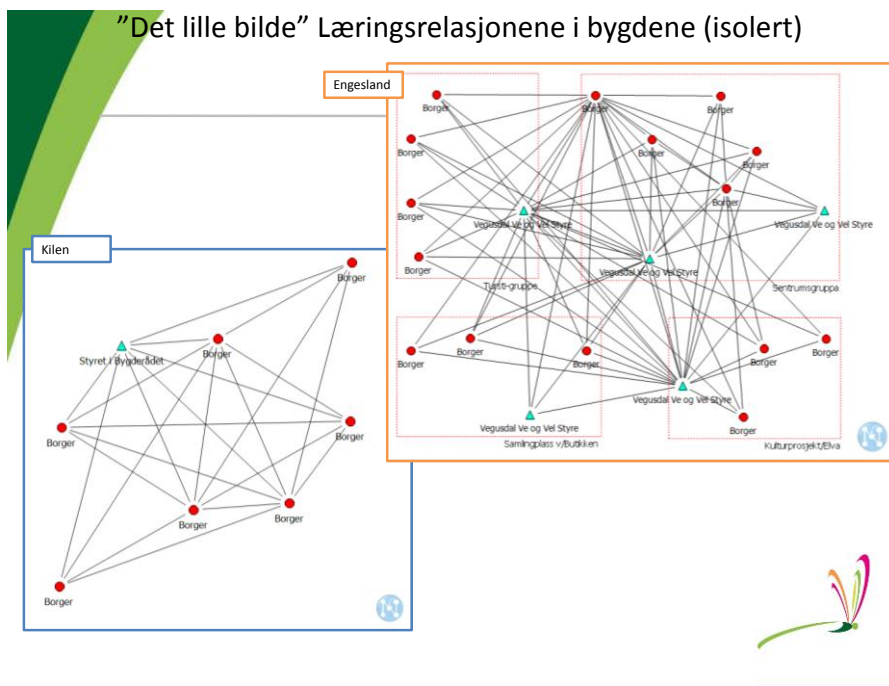 ”Det lille bilde” Læringsrelasjonene i bygdene (isolert)
Engesland
Borger
Borger
Borger
Borger
Borger
Borger
Borger
Borger
Borger
Vegusdal Ve og Vel Styre
Vegusdal Ve og Vel Styre
Borger
Vegusdal Ve og Vel Styre
Tursti-gruppe
Sentrumsgruppa
Borger
Borger
Borger
Borger
Borger
Vegusdal Ve og Vel Styre
Vegusdal Ve og Vel Styre
Borger
Samlingplass v/Butikken
Kulturprosjekt/Elva
Kilen
Borger
Styret i Bygderådet
Borger
Borger
Borger
Borger
Borger
Borger